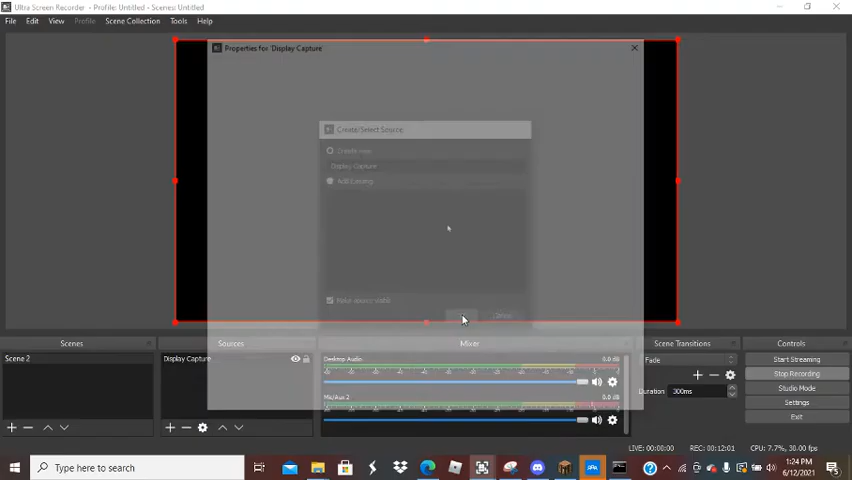 Ultra Screen Recorder - Profile: Untitled - Scenes: Untitled
File Edit View Profile Scene Collection Tools Help
Properties for 'Display Capture'
Create/Select Source
Create new
Display Capture
Add Existing
Make source visible
Cancel
Scenes Sources Mixer Scene Transitions Controls
Scene 2
Display Capture
Desktop Audio 0.0 dB
Mic/Aux 2 0.0 dB
Fade
Duration 300ms
Start Streaming
Stop Recording
Studio Mode
Settings
Exit
LIVE: 00:00:00 REC: 00:12:01 CPU: 7.7%, 30.00 fps
Type here to search
1:24 PM
6/12/2021